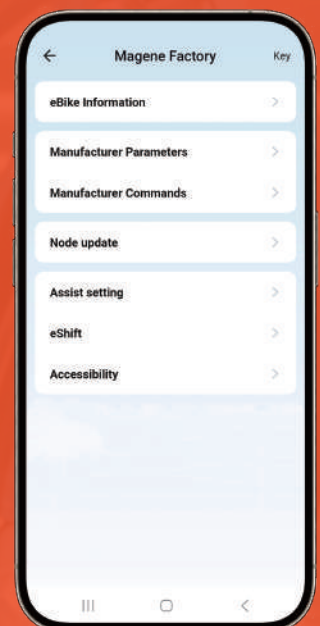 Magene Factory
Key
eBike Information
Manufacturer Parameters
Manufacturer Commands
Node update
Assist setting
eShift
Accessibility